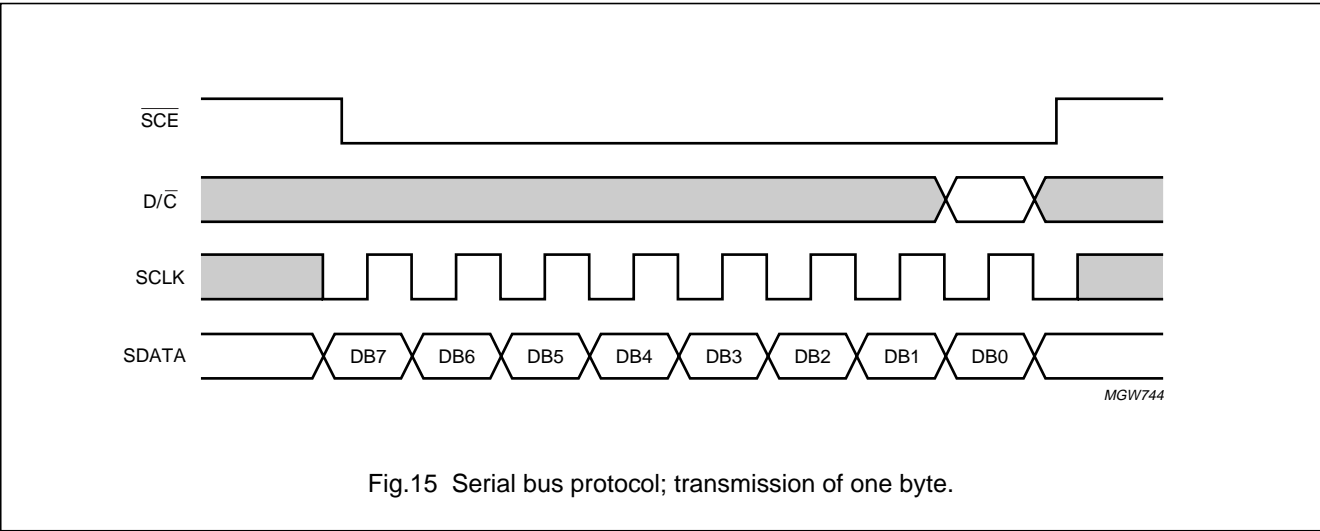 S̅C̅E̅
D/C̅
SCLK
SDATA DB7 DB6 DB5 DB4 DB3 DB2 DB1 DB0
MGW744
Fig.15 Serial bus protocol; transmission of one byte.